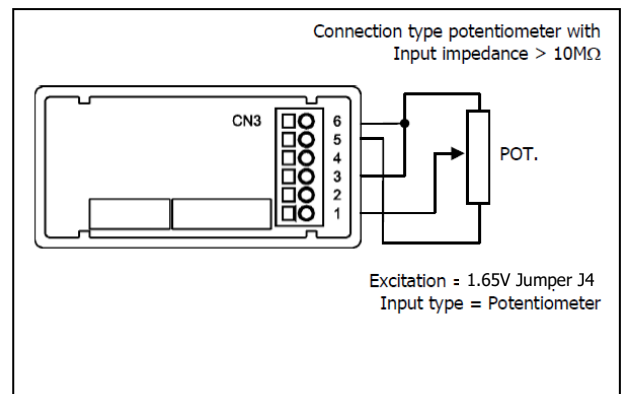 Connection type potentiometer with
Input impedance > 10MΩ
CN3
6
5
4
3
2
1
POT.
Excitation = 1.65V Jumper J4
Input type = Potentiometer